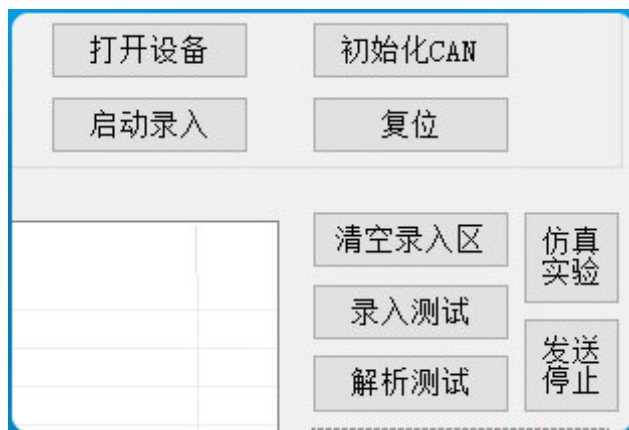 打开设备
初始化CAN
启动录入
复位
清空录入区
仿真
实验
录入测试
发送
停止
解析测试